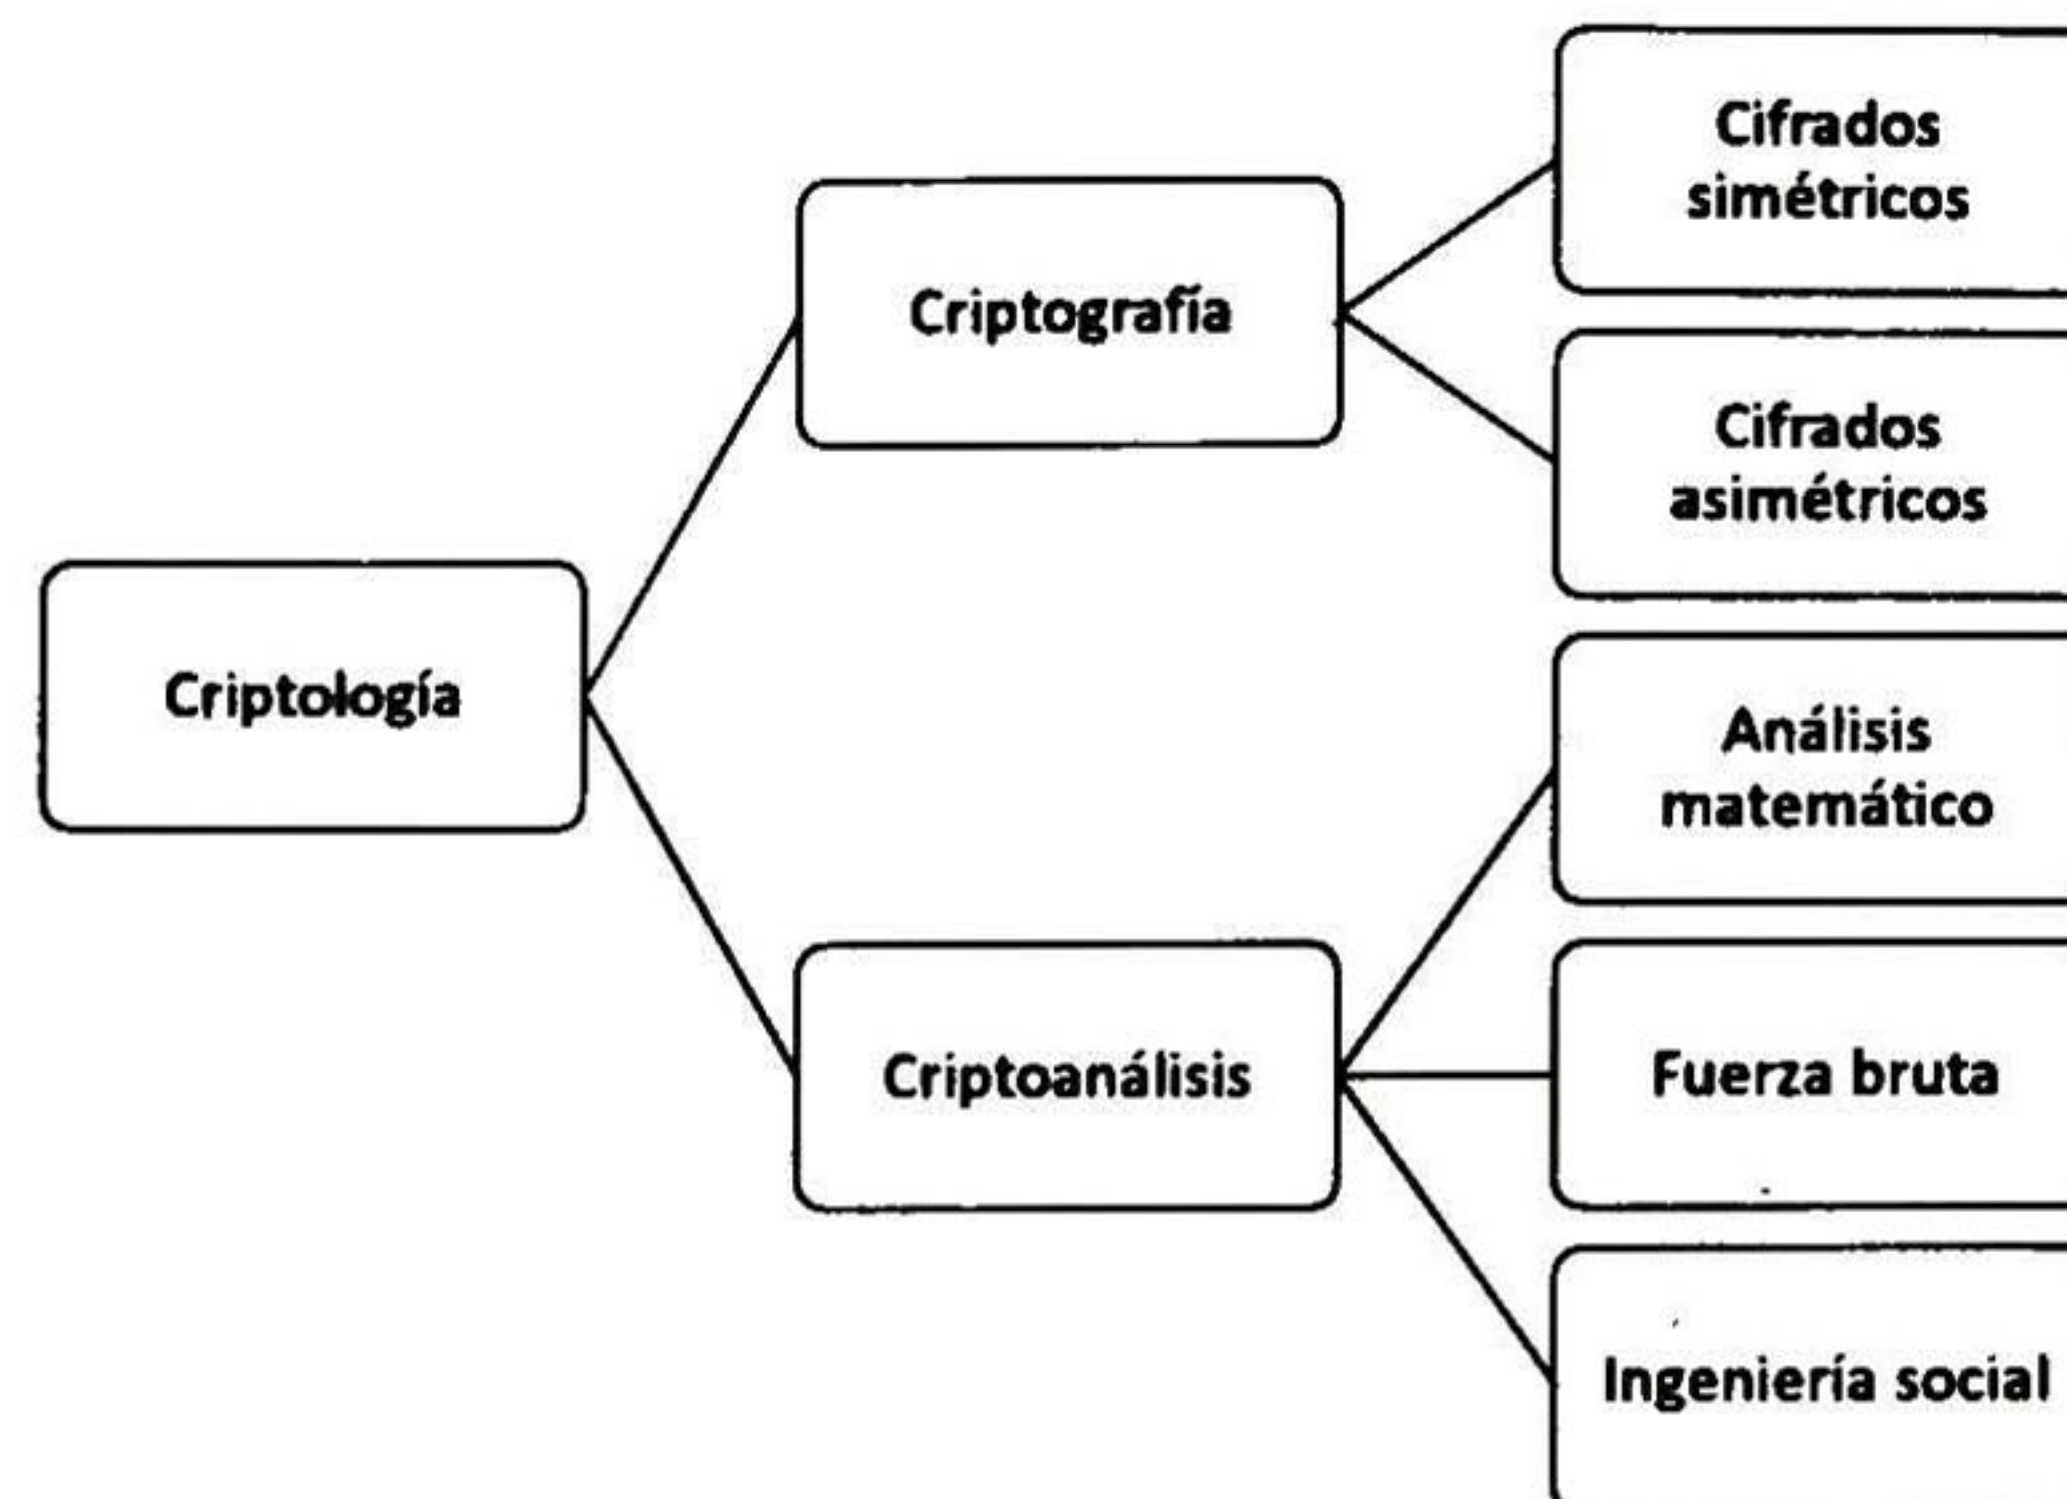 Cifrados
simétricos
Criptografía
Cifrados
asimétricos
Criptología
Análisis
matemático
Criptoanálisis
Fuerza bruta
Ingeniería social